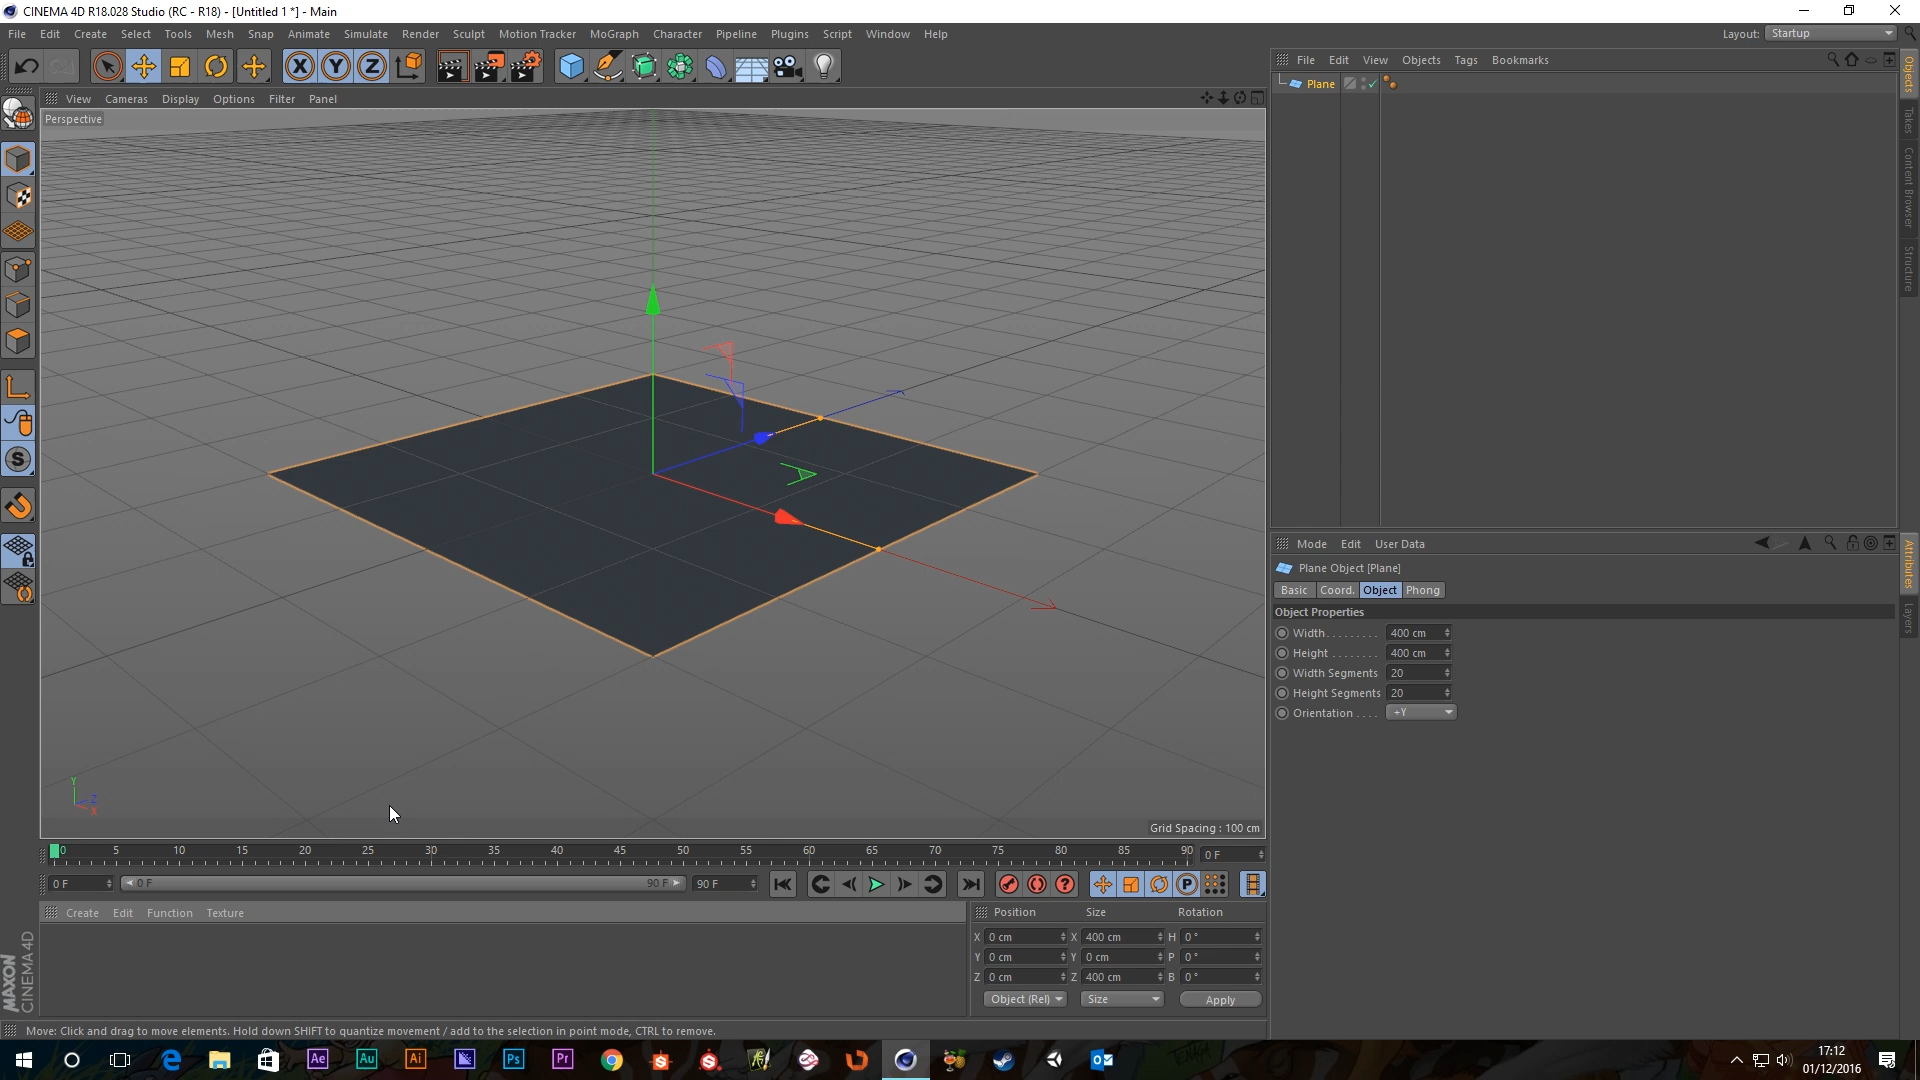 CINEMA 4D R18.028 Studio (RC - R18) - [Untitled 1 *] - Main
File Edit Create Select Tools Mesh Snap Animate Simulate Render Sculpt Motion Tracker MoGraph Character Pipeline Plugins Script Window Help
Layout: Startup
X Y Z
File Edit View Objects Tags Bookmarks
Plane
View Cameras Display Options Filter Panel
Perspective
S
Y
Z
X
Grid Spacing : 100 cm
Objects
Takes
Content Browser
Structure
Mode Edit User Data
Plane Object [Plane]
Basic Coord. Object Phong
Object Properties
Width......... 400 cm
Height ........ 400 cm
Width Segments 20
Height Segments 20
Orientation .... +Y
Attributes
Layers
0 5 10 15 20 25 30 35 40 45 50 55 60 65 70 75 80 85 90 0 F
0 F 0 F 90 F 90 F
? P
Create Edit Function Texture
Position Size Rotation
X 0 cm X 400 cm H 0 °
Y 0 cm Y 0 cm P 0 °
Z 0 cm Z 400 cm B 0 °
Object (Rel) Size Apply
MAXON
CINEMA 4D
Move: Click and drag to move elements. Hold down SHIFT to quantize movement / add to the selection in point mode, CTRL to remove.
Ae Au Ai Ps Pr
17:12
01/12/2016